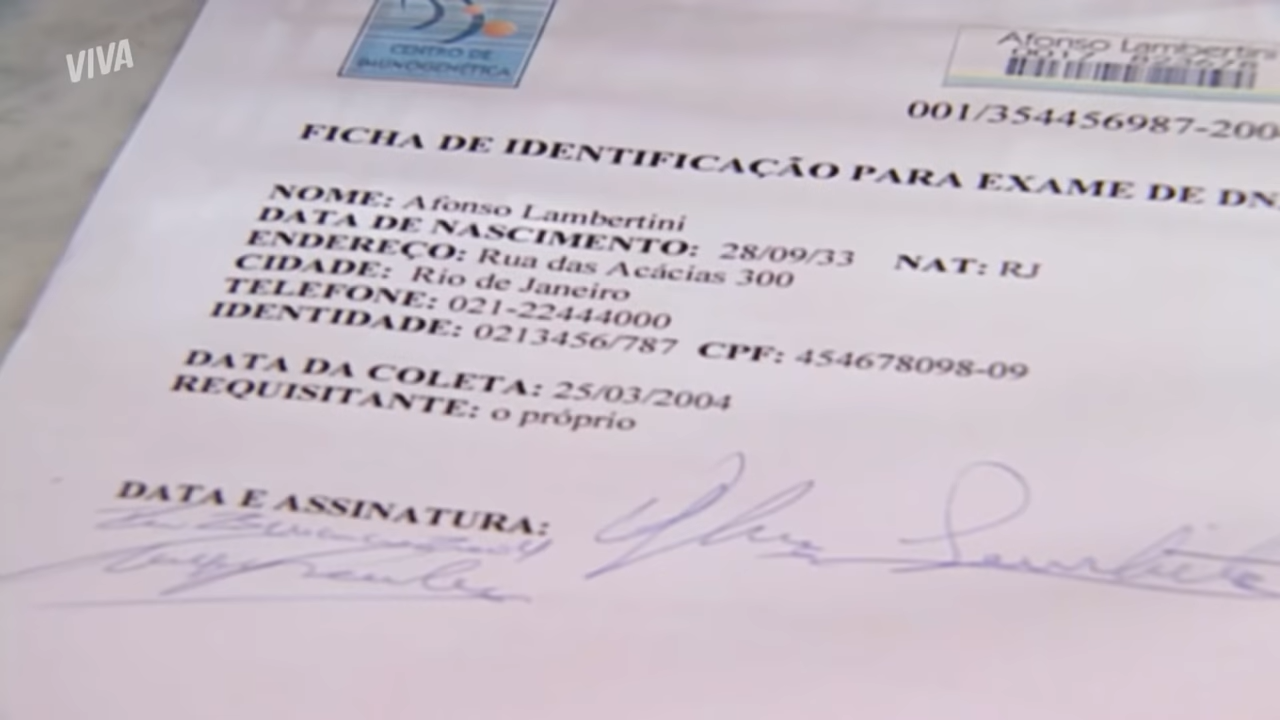 VIVA
CENTRO DE
IMUNOGENÉTICA
Afonso Lambertini
0017 823678
001/354456987-200
FICHA DE IDENTIFICAÇÃO PARA EXAME DE DN
NOME: Afonso Lambertini
DATA DE NASCIMENTO: 28/09/33 NAT: RJ
ENDEREÇO: Rua das Acácias 300
CIDADE: Rio de Janeiro
TELEFONE: 021-22444000
IDENTIDADE: 0213456/787 CPF: 454678098-09
DATA DA COLETA: 25/03/2004
REQUISITANTE: o próprio
DATA E ASSINATURA: